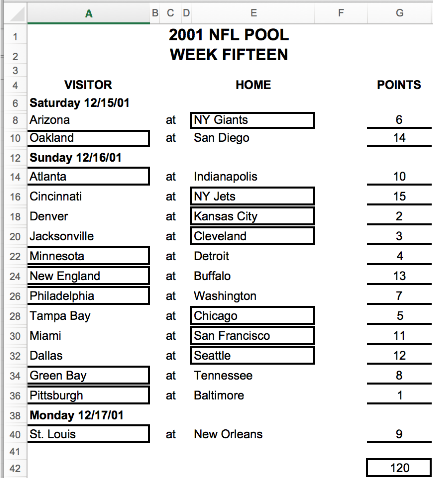 A B C D E F G
1 2001 NFL POOL
2 WEEK FIFTEEN
3
4 VISITOR HOME POINTS
6 Saturday 12/15/01
8 Arizona at NY Giants 6
10 Oakland at San Diego 14
12 Sunday 12/16/01
14 Atlanta at Indianapolis 10
16 Cincinnati at NY Jets 15
18 Denver at Kansas City 2
20 Jacksonville at Cleveland 3
22 Minnesota at Detroit 4
24 New England at Buffalo 13
26 Philadelphia at Washington 7
28 Tampa Bay at Chicago 5
30 Miami at San Francisco 11
32 Dallas at Seattle 12
34 Green Bay at Tennessee 8
36 Pittsburgh at Baltimore 1
38 Monday 12/17/01
40 St. Louis at New Orleans 9
41
42 120